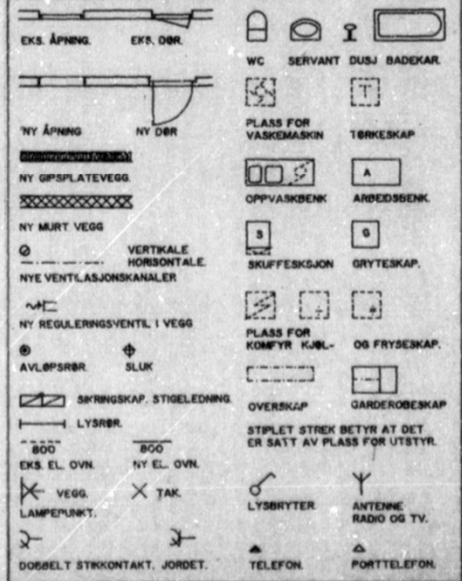 EKS. ÅPNING. EKS. DØR.
NY ÅPNING NY DØR
NY GIPSPLATEVEGG.
NY MURT VEGG
VERTIKALE
HORISONTALE.
NYE VENTILASJONSKANALER
NY REGULERINGSVENTIL I VEGG
AVLØPSRØR. SLUK
SIKRINGSKAP. STIGELEDNING.
LYSRØR.
800 800
EKS. EL. OVN. NY EL. OVN.
VEGG. TAK.
LAMPEPUNKT.
DOBBELT STIKKONTAKT. JORDET.
WC SERVANT DUSJ BADEKAR.
T
PLASS FOR
VASKEMASKIN TØRKESKAP
A
OPPVASKBENK ARBEIDSBENK.
S G
SKUFFESKSJON GRYTESKAP.
PLASS FOR
KOMFYR KJØL- OG FRYSESKAP.
OVERSKAP GARDEROBESKAP
STIPLET STREK BETYR AT DET
ER SATT AV PLASS FOR UTSTYR.
LYSBRYTER ANTENNE
RADIO OG TV.
TELEFON. PORTTELEFON.